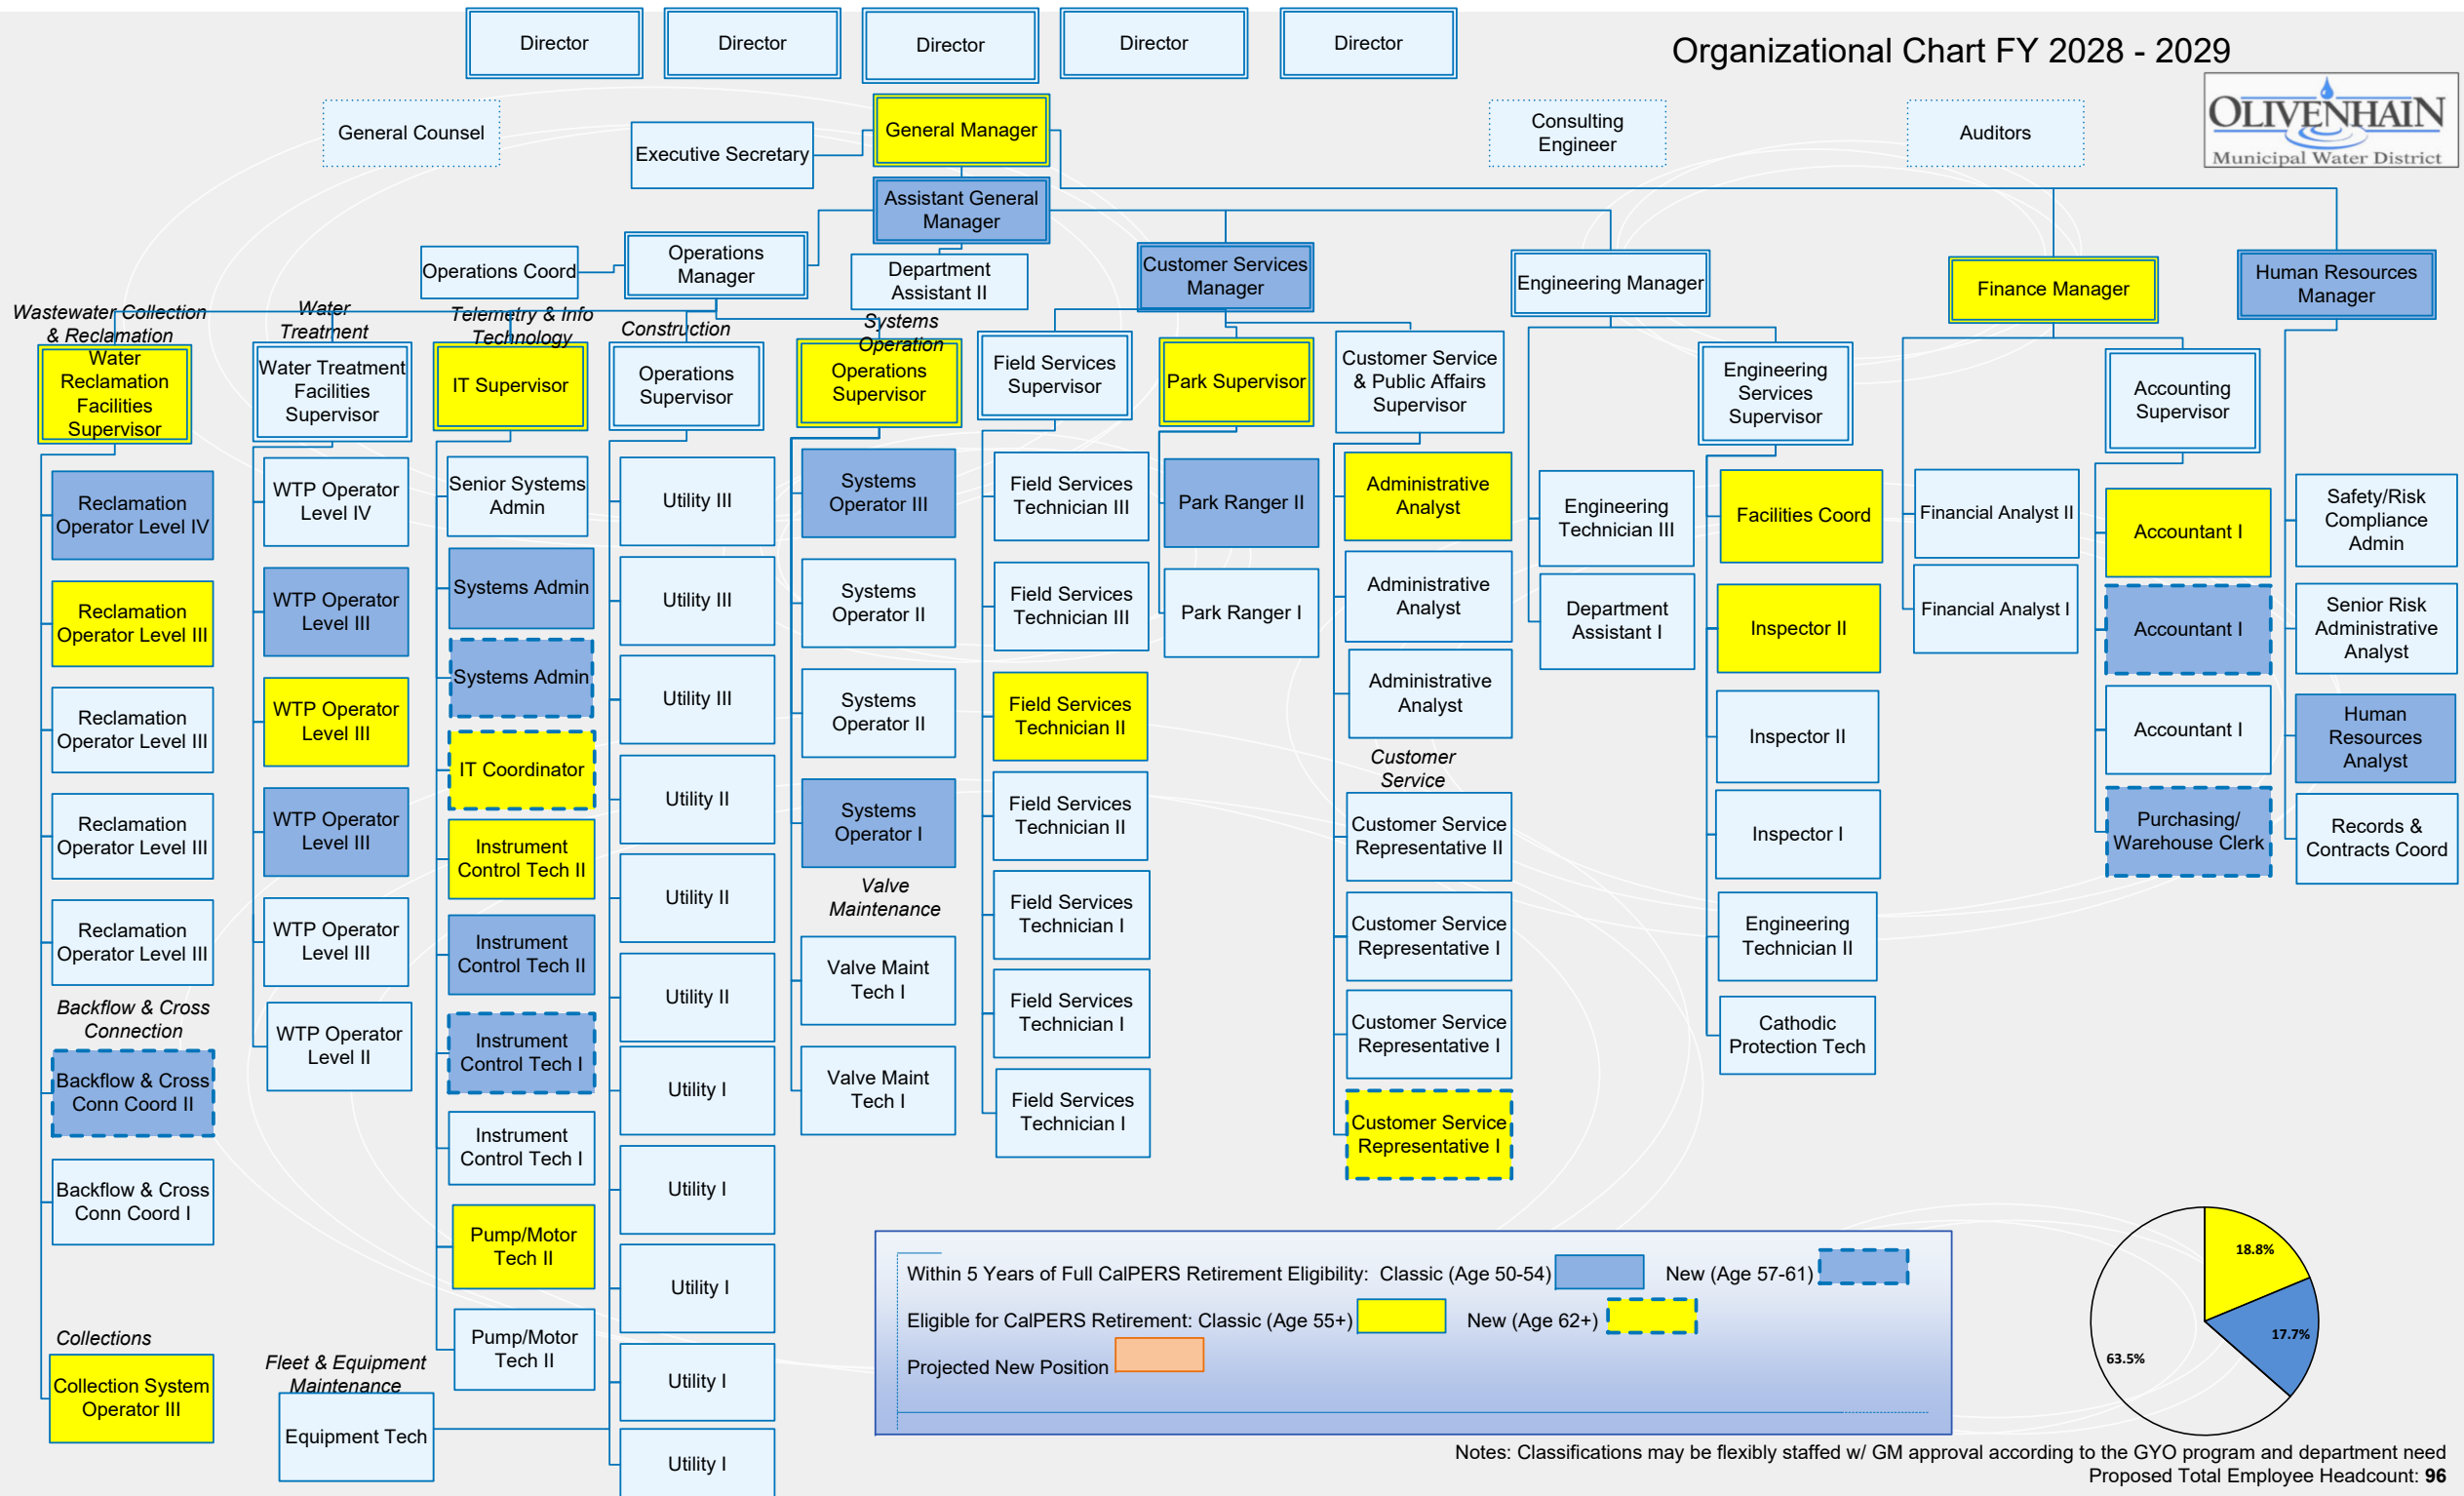 Director
Director
Director
Director
Director
Organizational Chart FY 2028 - 2029
OLIVENHAIN
Municipal Water District
General Counsel
Executive Secretary
General Manager
Consulting
Engineer
Auditors
Assistant General
Manager
Operations Coord
Operations
Manager
Department
Assistant II
Customer Services
Manager
Engineering Manager
Finance Manager
Human Resources
Manager
Wastewater Collection
& Reclamation
Water
Reclamation
Facilities
Supervisor
Reclamation
Operator Level IV
Reclamation
Operator Level III
Reclamation
Operator Level III
Reclamation
Operator Level III
Reclamation
Operator Level III
Backflow & Cross
Connection
Backflow & Cross
Conn Coord II
Backflow & Cross
Conn Coord I
Collections
Collection System
Operator III
Water
Treatment
Water Treatment
Facilities
Supervisor
WTP Operator
Level IV
WTP Operator
Level III
WTP Operator
Level III
WTP Operator
Level III
WTP Operator
Level III
WTP Operator
Level II
Fleet & Equipment
Maintenance
Equipment Tech
Telemetry & Info
Technology
IT Supervisor
Senior Systems
Admin
Systems Admin
Systems Admin
IT Coordinator
Instrument
Control Tech II
Instrument
Control Tech II
Instrument
Control Tech I
Instrument
Control Tech I
Pump/Motor
Tech II
Pump/Motor
Tech II
Construction
Operations
Supervisor
Utility III
Utility III
Utility III
Utility II
Utility II
Utility II
Utility I
Utility I
Utility I
Utility I
Utility I
Systems
Operation
Operations
Supervisor
Systems
Operator III
Systems
Operator II
Systems
Operator II
Systems
Operator I
Valve
Maintenance
Valve Maint
Tech I
Valve Maint
Tech I
Field Services
Supervisor
Field Services
Technician III
Field Services
Technician III
Field Services
Technician II
Field Services
Technician II
Field Services
Technician I
Field Services
Technician I
Field Services
Technician I
Park Supervisor
Park Ranger II
Park Ranger I
Customer Service
& Public Affairs
Supervisor
Administrative
Analyst
Administrative
Analyst
Administrative
Analyst
Customer
Service
Customer Service
Representative II
Customer Service
Representative I
Customer Service
Representative I
Customer Service
Representative I
Engineering
Technician III
Department
Assistant I
Engineering
Services
Supervisor
Facilities Coord
Inspector II
Inspector II
Inspector I
Engineering
Technician II
Cathodic
Protection Tech
Financial Analyst II
Financial Analyst I
Accounting
Supervisor
Accountant I
Accountant I
Accountant I
Purchasing/
Warehouse Clerk
Safety/Risk
Compliance
Admin
Senior Risk
Administrative
Analyst
Human
Resources
Analyst
Records &
Contracts Coord
Within 5 Years of Full CalPERS Retirement Eligibility: Classic (Age 50-54) New (Age 57-61)
Eligible for CalPERS Retirement: Classic (Age 55+) New (Age 62+)
Projected New Position
18.8%
17.7%
63.5%
Notes: Classifications may be flexibly staffed w/ GM approval according to the GYO program and department need
Proposed Total Employee Headcount: 96